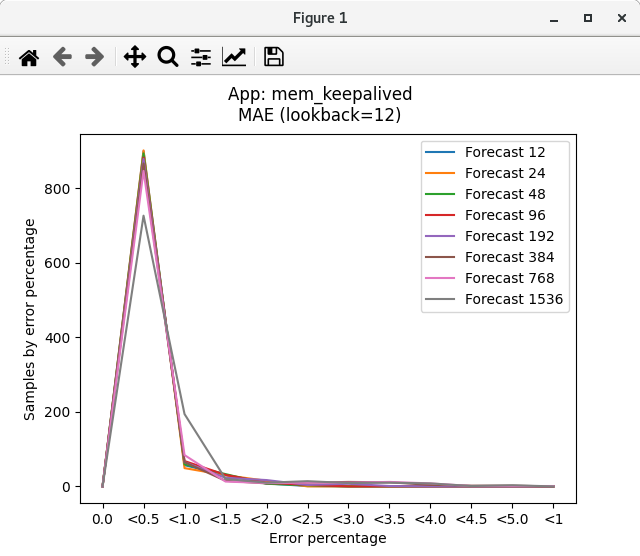 Figure 1
App: mem_keepalived
MAE (lookback=12)
Forecast 12
Forecast 24
Forecast 48
Forecast 96
Forecast 192
Forecast 384
Forecast 768
Forecast 1536
Samples by error percentage
800
600
400
200
0
0.0 <0.5 <1.0 <1.5 <2.0 <2.5 <3.0 <3.5 <4.0 <4.5 <5.0 <1
Error percentage